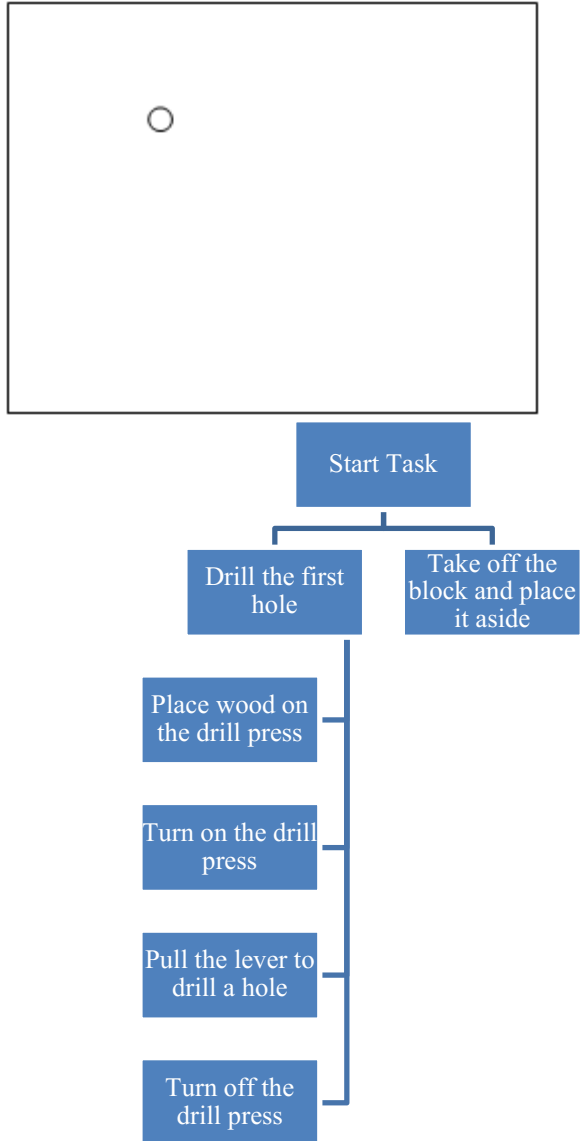 Start Task
Drill the first
hole
Take off the
block and place
it aside
Place wood on
the drill press
Turn on the drill
press
Pull the lever to
drill a hole
Turn off the
drill press